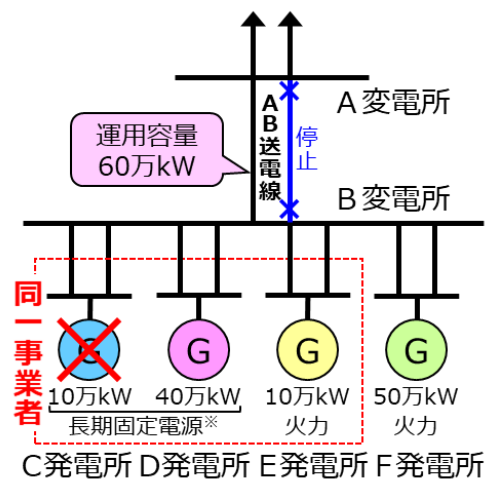 A変電所
AB送電線
停止
運用容量
60万kW
B変電所
同一事業者
G
G
G
G
10万kW
40万kW
10万kW
50万kW
長期固定電源※
火力
火力
C発電所
D発電所
E発電所
F発電所